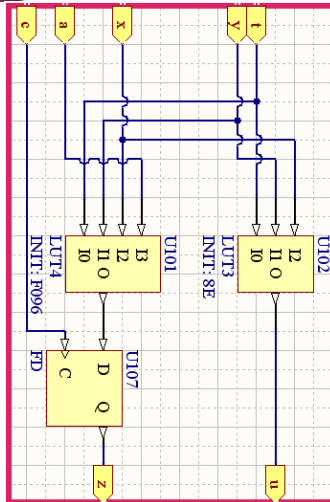 c
a
x
y
t
I0
I1
I2
I3
O
U101
LUT4
INIT: F096
I0
I1
I2
O
U102
LUT3
INIT: 8E
C
D
Q
U107
FD
z
u